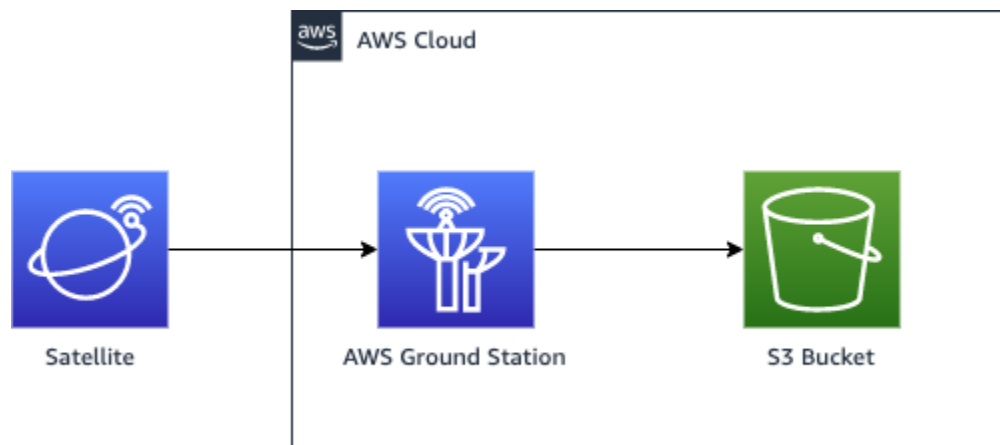 aws
AWS Cloud
Satellite
AWS Ground Station
S3 Bucket